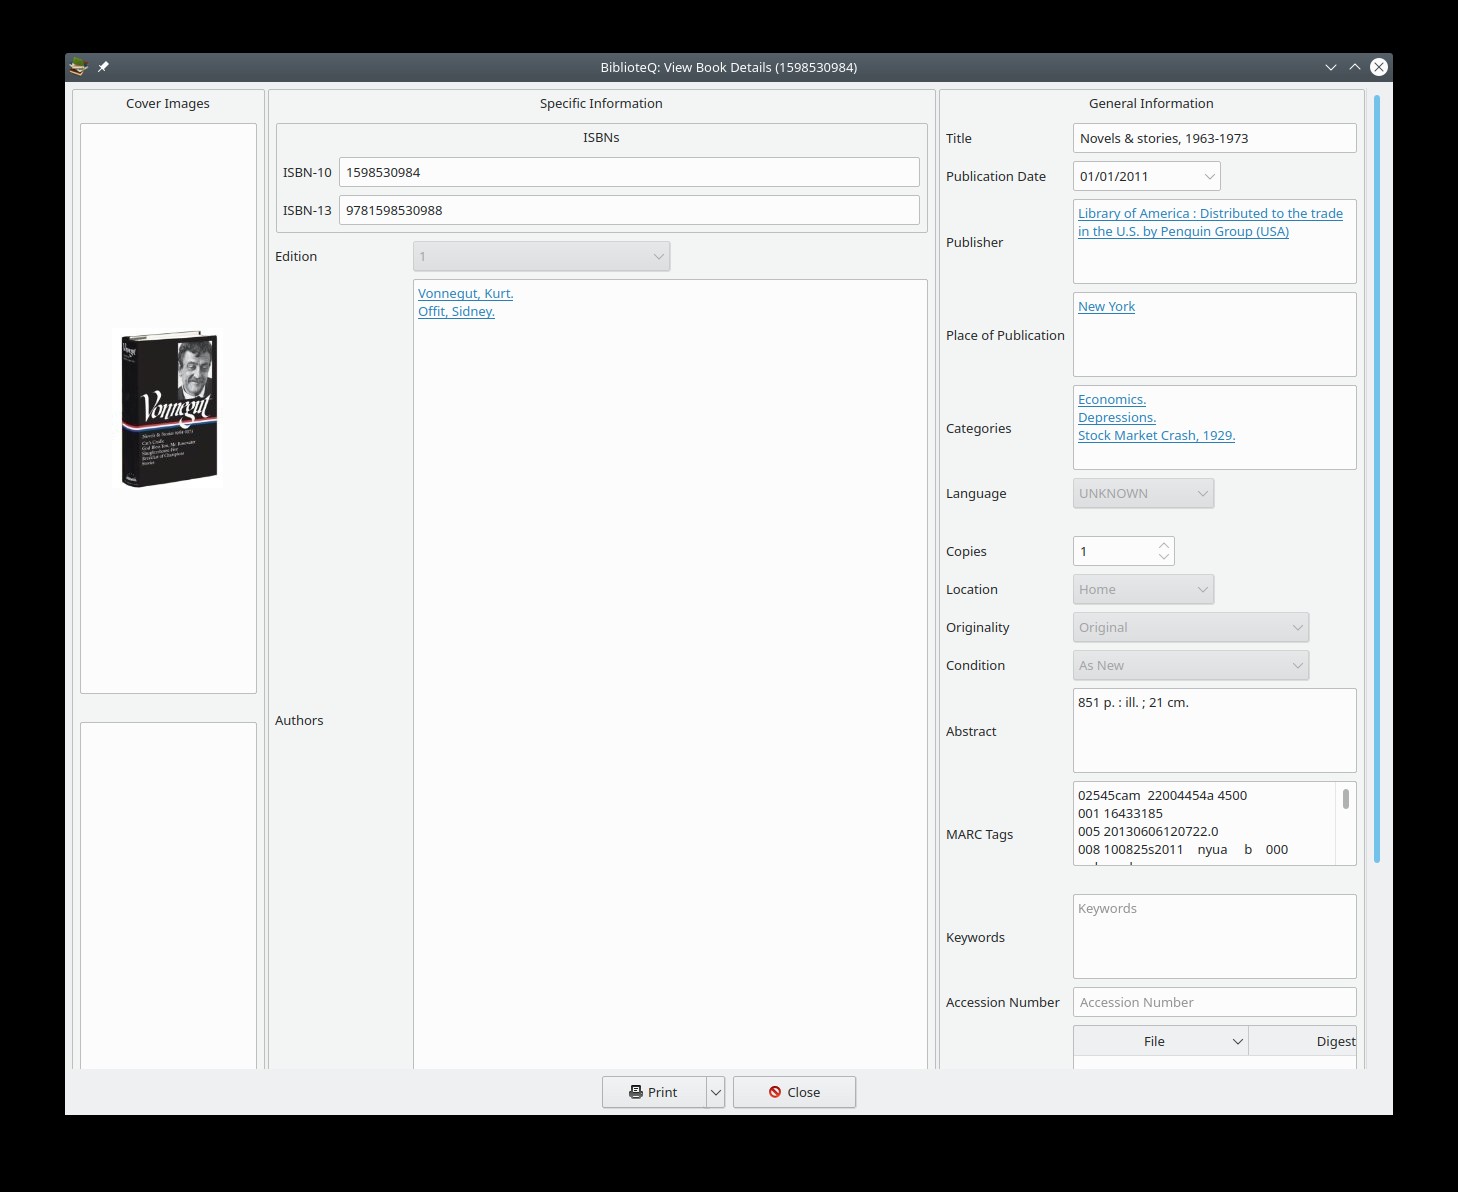 BiblioteQ: View Book Details (1598530984)
Cover Images
Vonnegut
Specific Information
ISBNs
ISBN-10 1598530984
ISBN-13 9781598530988
Edition 1
Authors
Vonnegut, Kurt.
Offit, Sidney.
General Information
Title Novels & stories, 1963-1973
Publication Date 01/01/2011
Publisher
Library of America : Distributed to the trade
in the U.S. by Penguin Group (USA)
Place of Publication
New York
Categories
Economics.
Depressions.
Stock Market Crash, 1929.
Language UNKNOWN
Copies 1
Location Home
Originality Original
Condition As New
Abstract
851 p. : ill. ; 21 cm.
MARC Tags
02545cam  22004454a 4500
001 16433185
005 20130606120722.0
008 100825s2011    nyua     b    000
Keywords
Keywords
Accession Number Accession Number
File Digest
Print Close